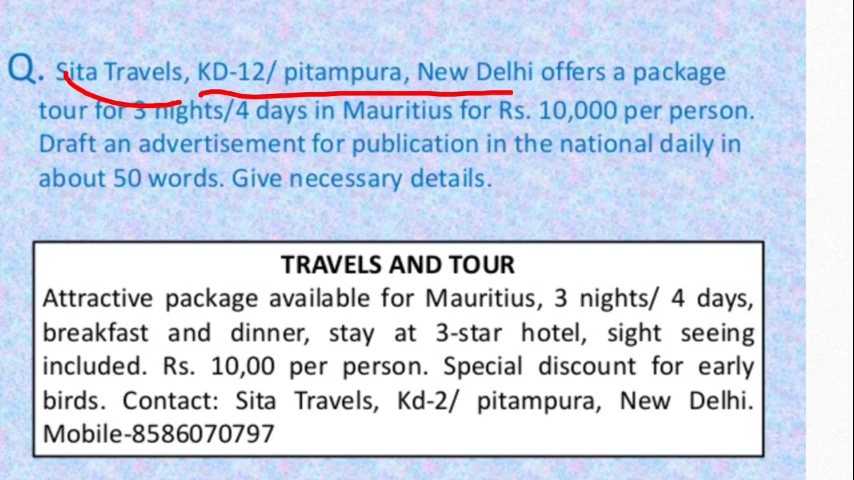 Q. Sita Travels, KD-12/ pitampura, New Delhi offers a package
tour for 3 nights/4 days in Mauritius for Rs. 10,000 per person.
Draft an advertisement for publication in the national daily in
about 50 words. Give necessary details.
TRAVELS AND TOUR
Attractive package available for Mauritius, 3 nights/ 4 days,
breakfast and dinner, stay at 3-star hotel, sight seeing
included. Rs. 10,00 per person. Special discount for early
birds. Contact: Sita Travels, Kd-2/ pitampura, New Delhi.
Mobile-8586070797